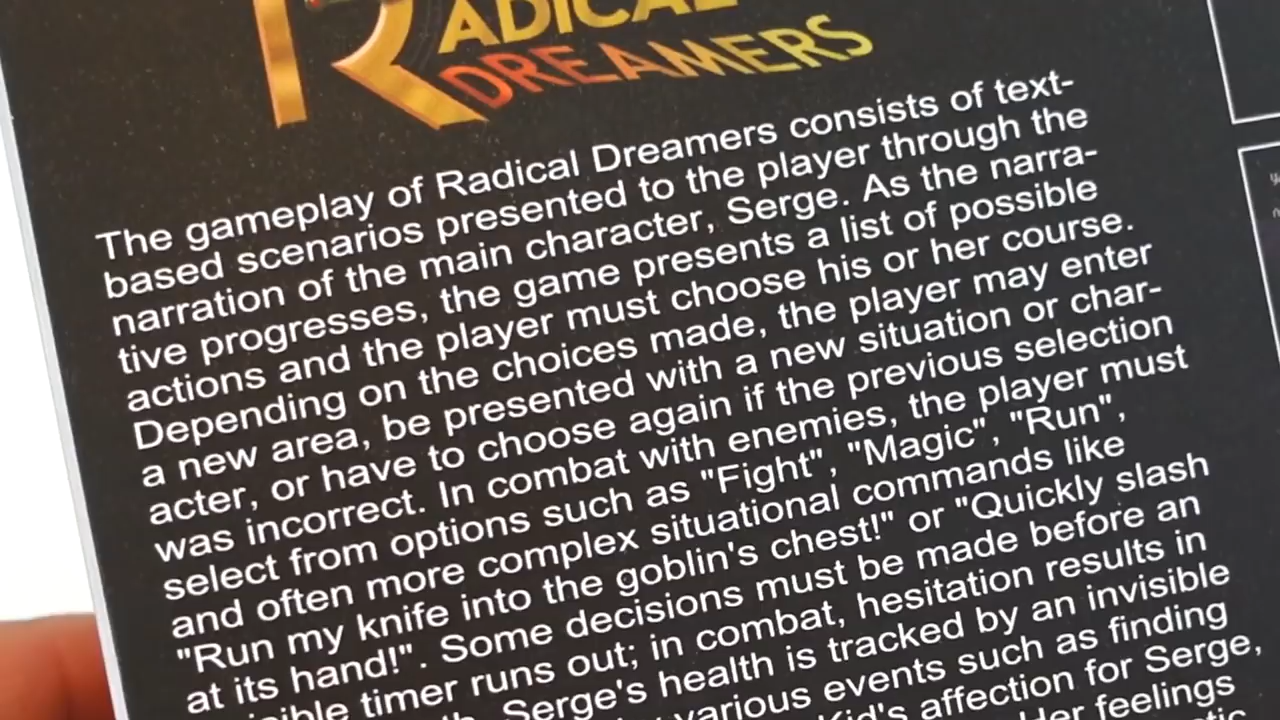 RADICAL
DREAMERS
The gameplay of Radical Dreamers consists of text-
based scenarios presented to the player through the
narration of the main character, Serge. As the narra-
tive progresses, the game presents a list of possible
actions and the player must choose his or her course.
Depending on the choices made, the player may enter
a new area, be presented with a new situation or char-
acter, or have to choose again if the previous selection
was incorrect. In combat with enemies, the player must
select from options such as "Fight", "Magic", "Run",
and often more complex situational commands like
"Run my knife into the goblin's chest!" or "Quickly slash
at its hand!". Some decisions must be made before an
timer runs out; in combat, hesitation results in
Serge's health is tracked by an invisible
various events such as finding
Kid's affection for Serge,
Her feelings